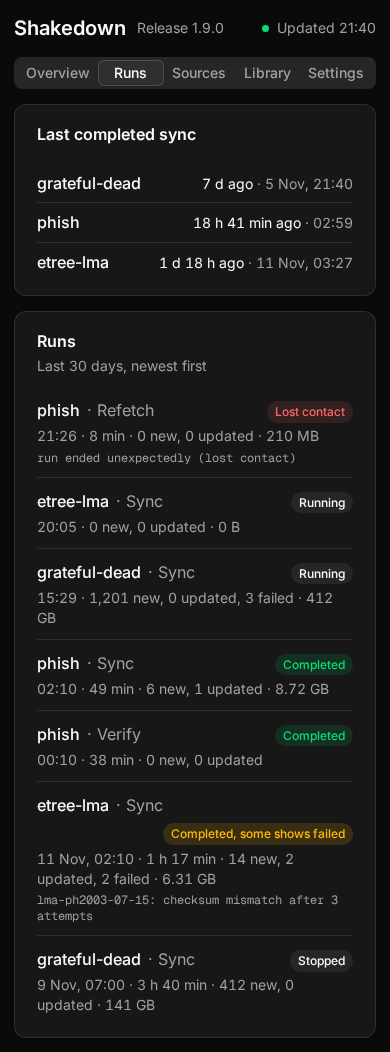 Shakedown Release 1.9.0 Updated 21:40
Overview Runs Sources Library Settings
Last completed sync
grateful-dead 7 d ago · 5 Nov, 21:40
phish 18 h 41 min ago · 02:59
etree-lma 1 d 18 h ago · 11 Nov, 03:27
Runs
Last 30 days, newest first
phish · Refetch Lost contact
21:26 · 8 min · 0 new, 0 updated · 210 MB
run ended unexpectedly (lost contact)
etree-lma · Sync Running
20:05 · 0 new, 0 updated · 0 B
grateful-dead · Sync Running
15:29 · 1,201 new, 0 updated, 3 failed · 412
GB
phish · Sync Completed
02:10 · 49 min · 6 new, 1 updated · 8.72 GB
phish · Verify Completed
00:10 · 38 min · 0 new, 0 updated
etree-lma · Sync
Completed, some shows failed
11 Nov, 02:10 · 1 h 17 min · 14 new, 2
updated, 2 failed · 6.31 GB
lma-ph2003-07-15: checksum mismatch after 3
attempts
grateful-dead · Sync Stopped
9 Nov, 07:00 · 3 h 40 min · 412 new, 0
updated · 141 GB